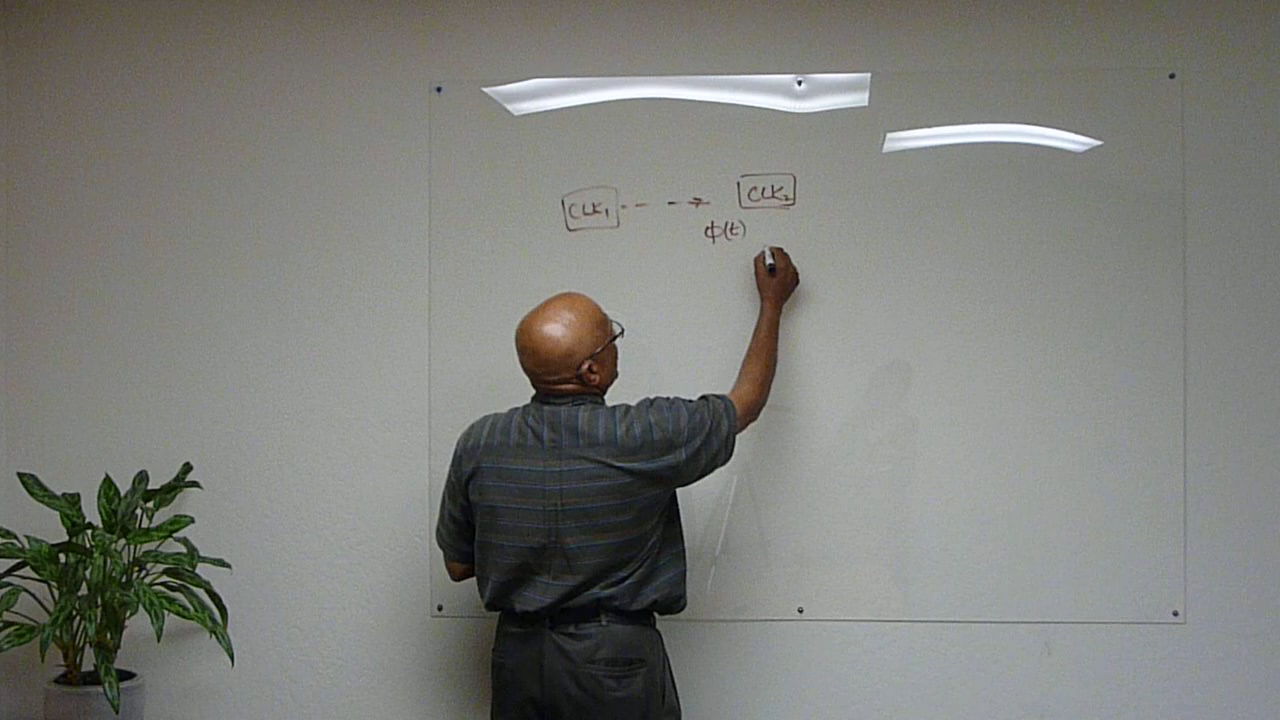 CLK₁ - - - → CLK₂
ϕ(t)